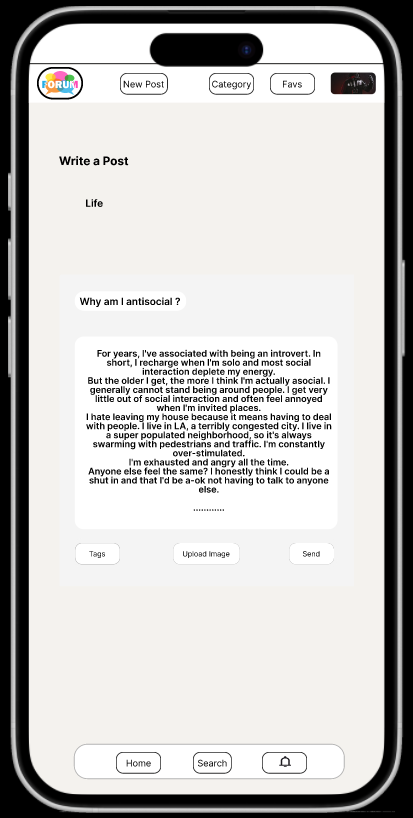 FORUM
New Post
Category
Favs
Write a Post
Life
Why am I antisocial ?
For years, I've associated with being an introvert. In
short, I recharge when I'm solo and most social
interaction deplete my energy.
But the older I get, the more I think I'm actually asocial. I
generally cannot stand being around people. I get very
little out of social interaction and often feel annoyed
when I'm invited places.
I hate leaving my house because it means having to deal
with people. I live in LA, a terribly congested city. I live in
a super populated neighborhood, so it's always
swarming with pedestrians and traffic. I'm constantly
over-stimulated.
I'm exhausted and angry all the time.
Anyone else feel the same? I honestly think I could be a
shut in and that I'd be a-ok not having to talk to anyone
else.
............
Tags
Upload Image
Send
Home
Search